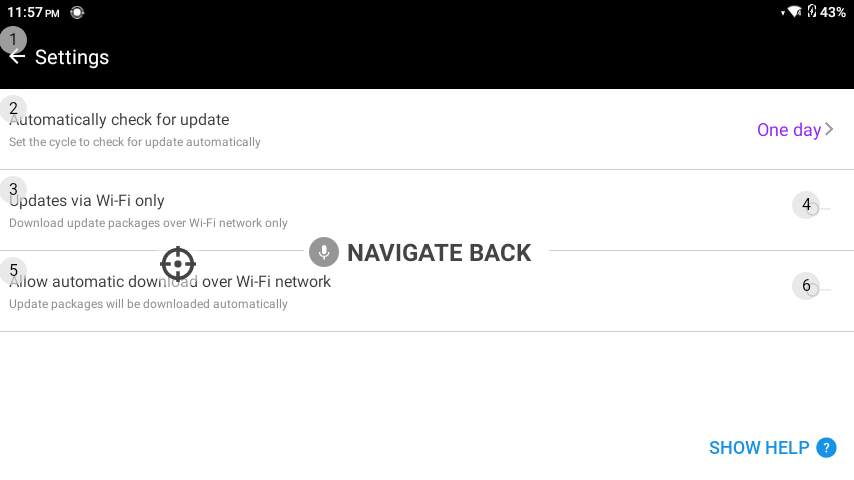 11:57 PM
43%
1
Settings
2
Automatically check for update
Set the cycle to check for update automatically
One day
3
Updates via Wi-Fi only
Download update packages over Wi-Fi network only
4
NAVIGATE BACK
5
Allow automatic download over Wi-Fi network
Update packages will be downloaded automatically
6
SHOW HELP ?